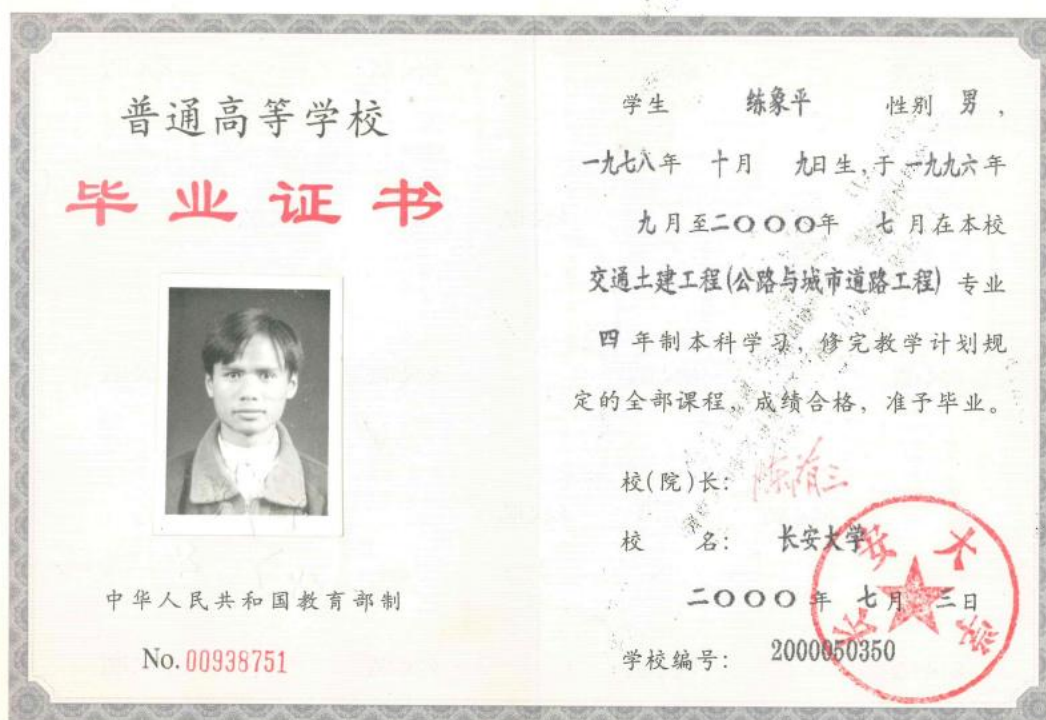 普通高等学校
毕业证书
中华人民共和国教育部制
No. 00938751
学生 练象平 性别 男,
一九七八年 十月 九日生,于一九九六年
九月至二〇〇〇年 七月在本校
交通土建工程(公路与城市道路工程) 专业
四年制本科学习,修完教学计划规
定的全部课程,成绩合格,准予毕业。
校(院)长:
校 名: 长安大学
二〇〇〇年 七月 三日
学校编号: 2000050350
长安大学